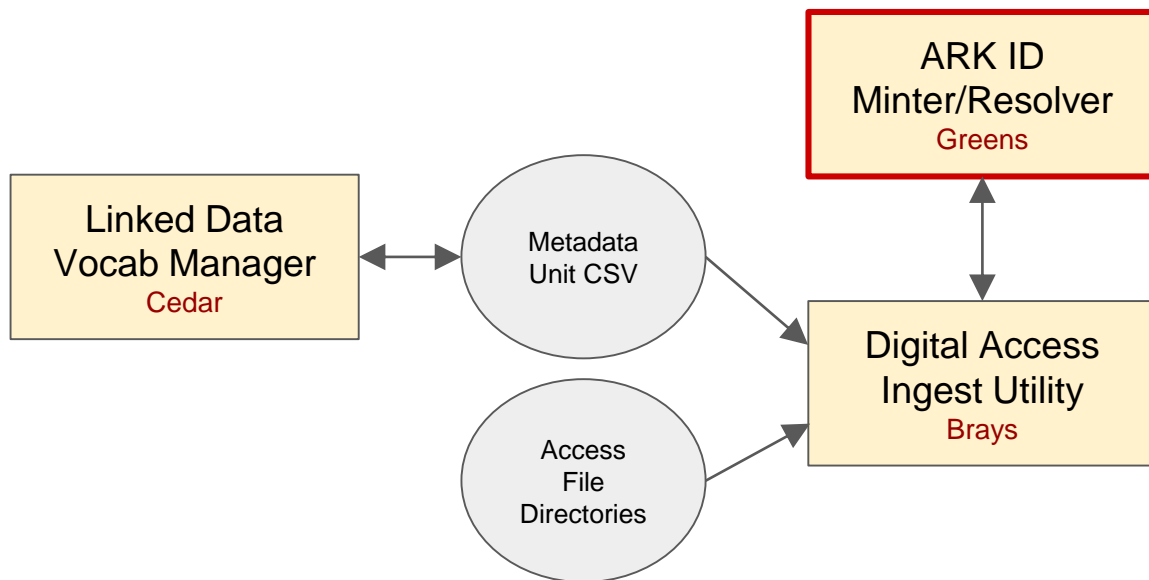 ARK ID
Minter/Resolver
Greens
Linked Data
Vocab Manager
Cedar
Metadata
Unit CSV
Digital Access
Ingest Utility
Brays
Access
File
Directories